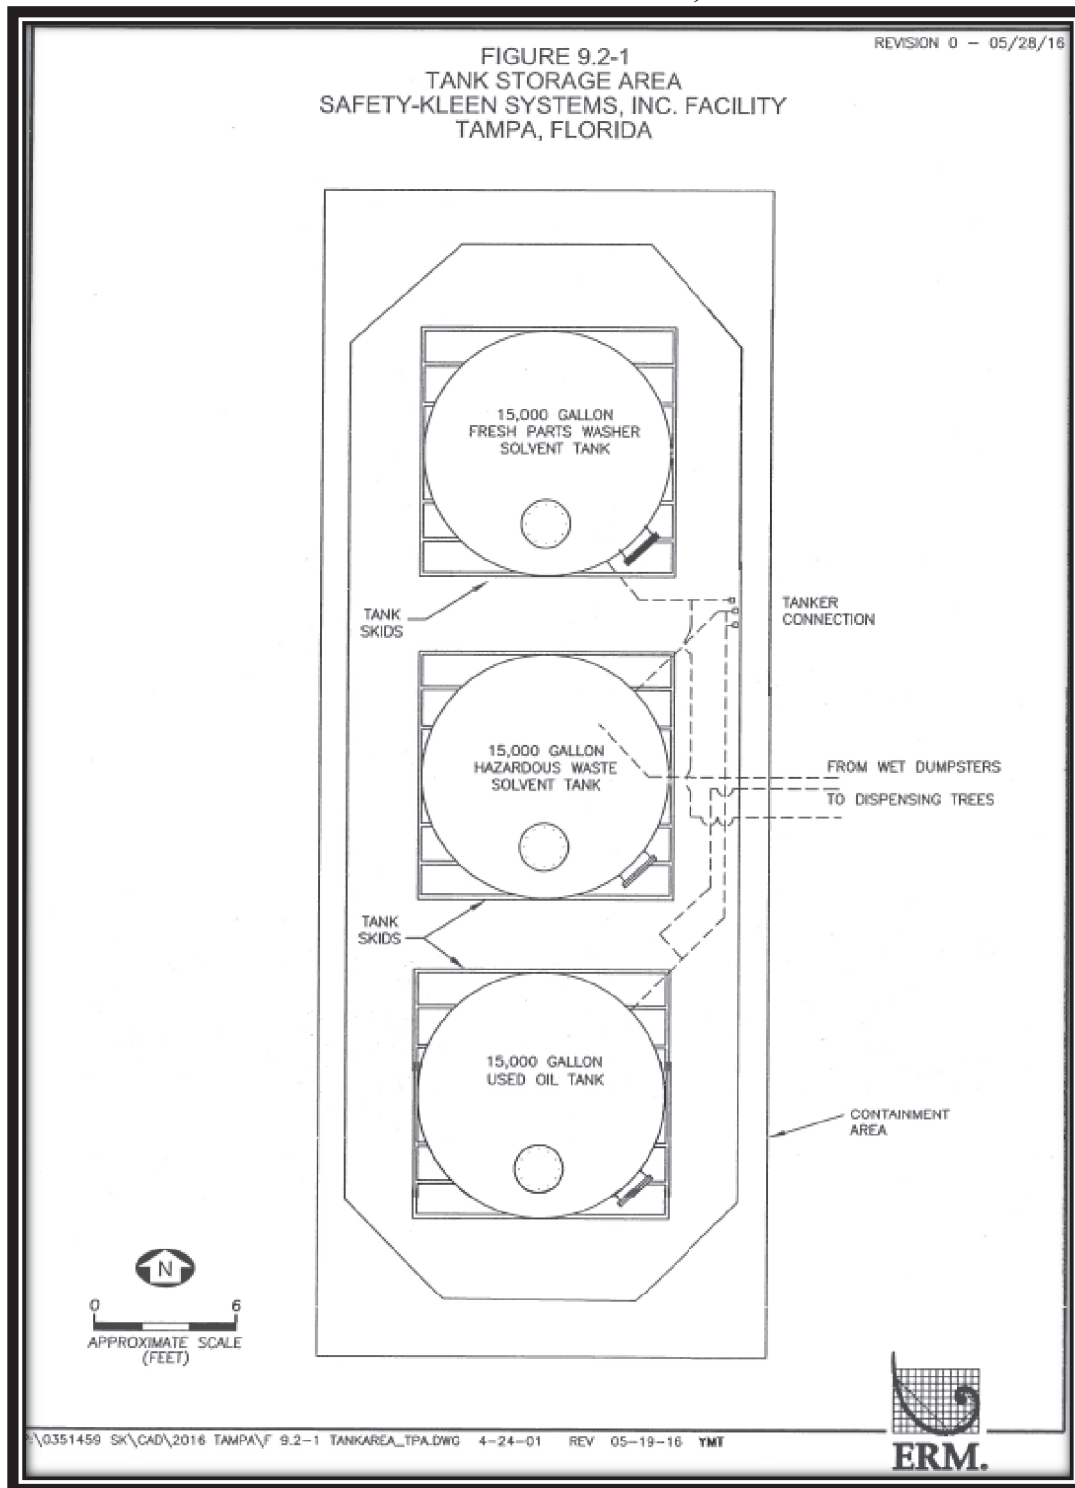 REVISION 0 – 05/28/16
FIGURE 9.2-1
TANK STORAGE AREA
SAFETY-KLEEN SYSTEMS, INC. FACILITY
TAMPA, FLORIDA
15,000 GALLON
FRESH PARTS WASHER
SOLVENT TANK
TANK
SKIDS
TANKER
CONNECTION
15,000 GALLON
HAZARDOUS WASTE
SOLVENT TANK
FROM WET DUMPSTERS
TO DISPENSING TREES
TANK
SKIDS
15,000 GALLON
USED OIL TANK
CONTAINMENT
AREA
N
0 6
APPROXIMATE SCALE
(FEET)
\0351459 SK\CAD\2016 TAMPA\F 9.2-1 TANKAREA_TPA.DWG 4-24-01 REV 05-19-16 YMT
ERM.